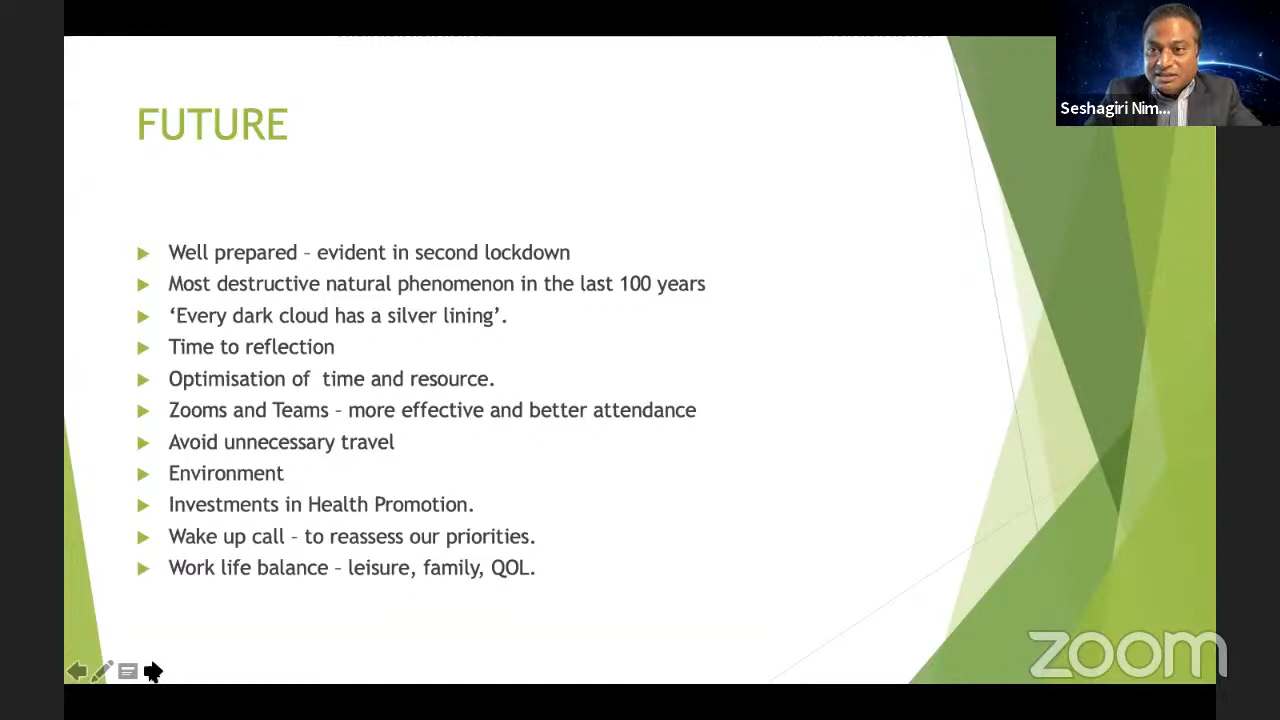 FUTURE
Well prepared – evident in second lockdown
Most destructive natural phenomenon in the last 100 years
‘Every dark cloud has a silver lining’.
Time to reflection
Optimisation of  time and resource.
Zooms and Teams – more effective and better attendance
Avoid unnecessary travel
Environment
Investments in Health Promotion.
Wake up call – to reassess our priorities.
Work life balance – leisure, family, QOL.
Seshagiri Nim...
zoom